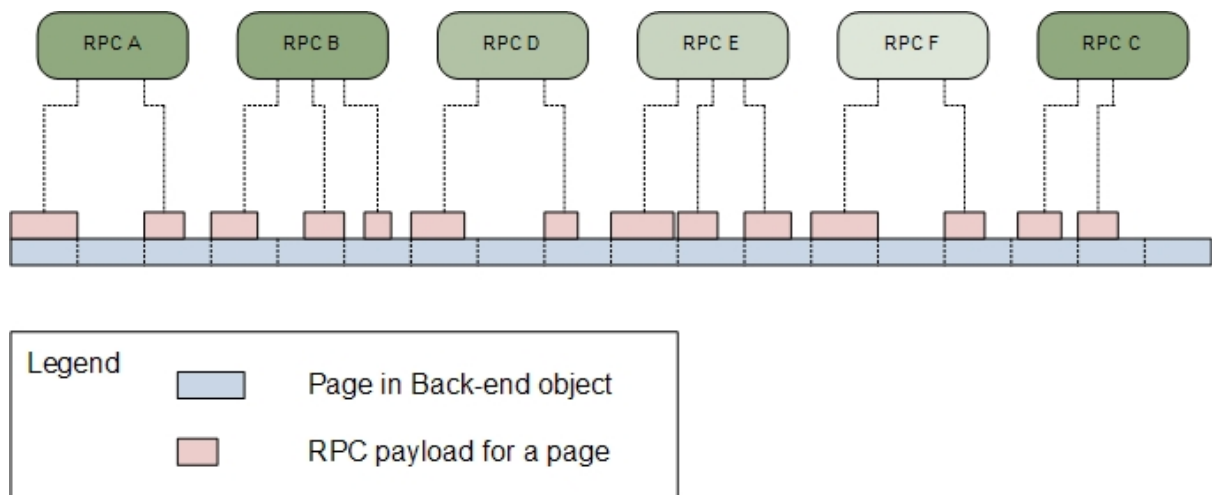 RPC A
RPC B
RPC D
RPC E
RPC F
RPC C
Legend
Page in Back-end object
RPC payload for a page